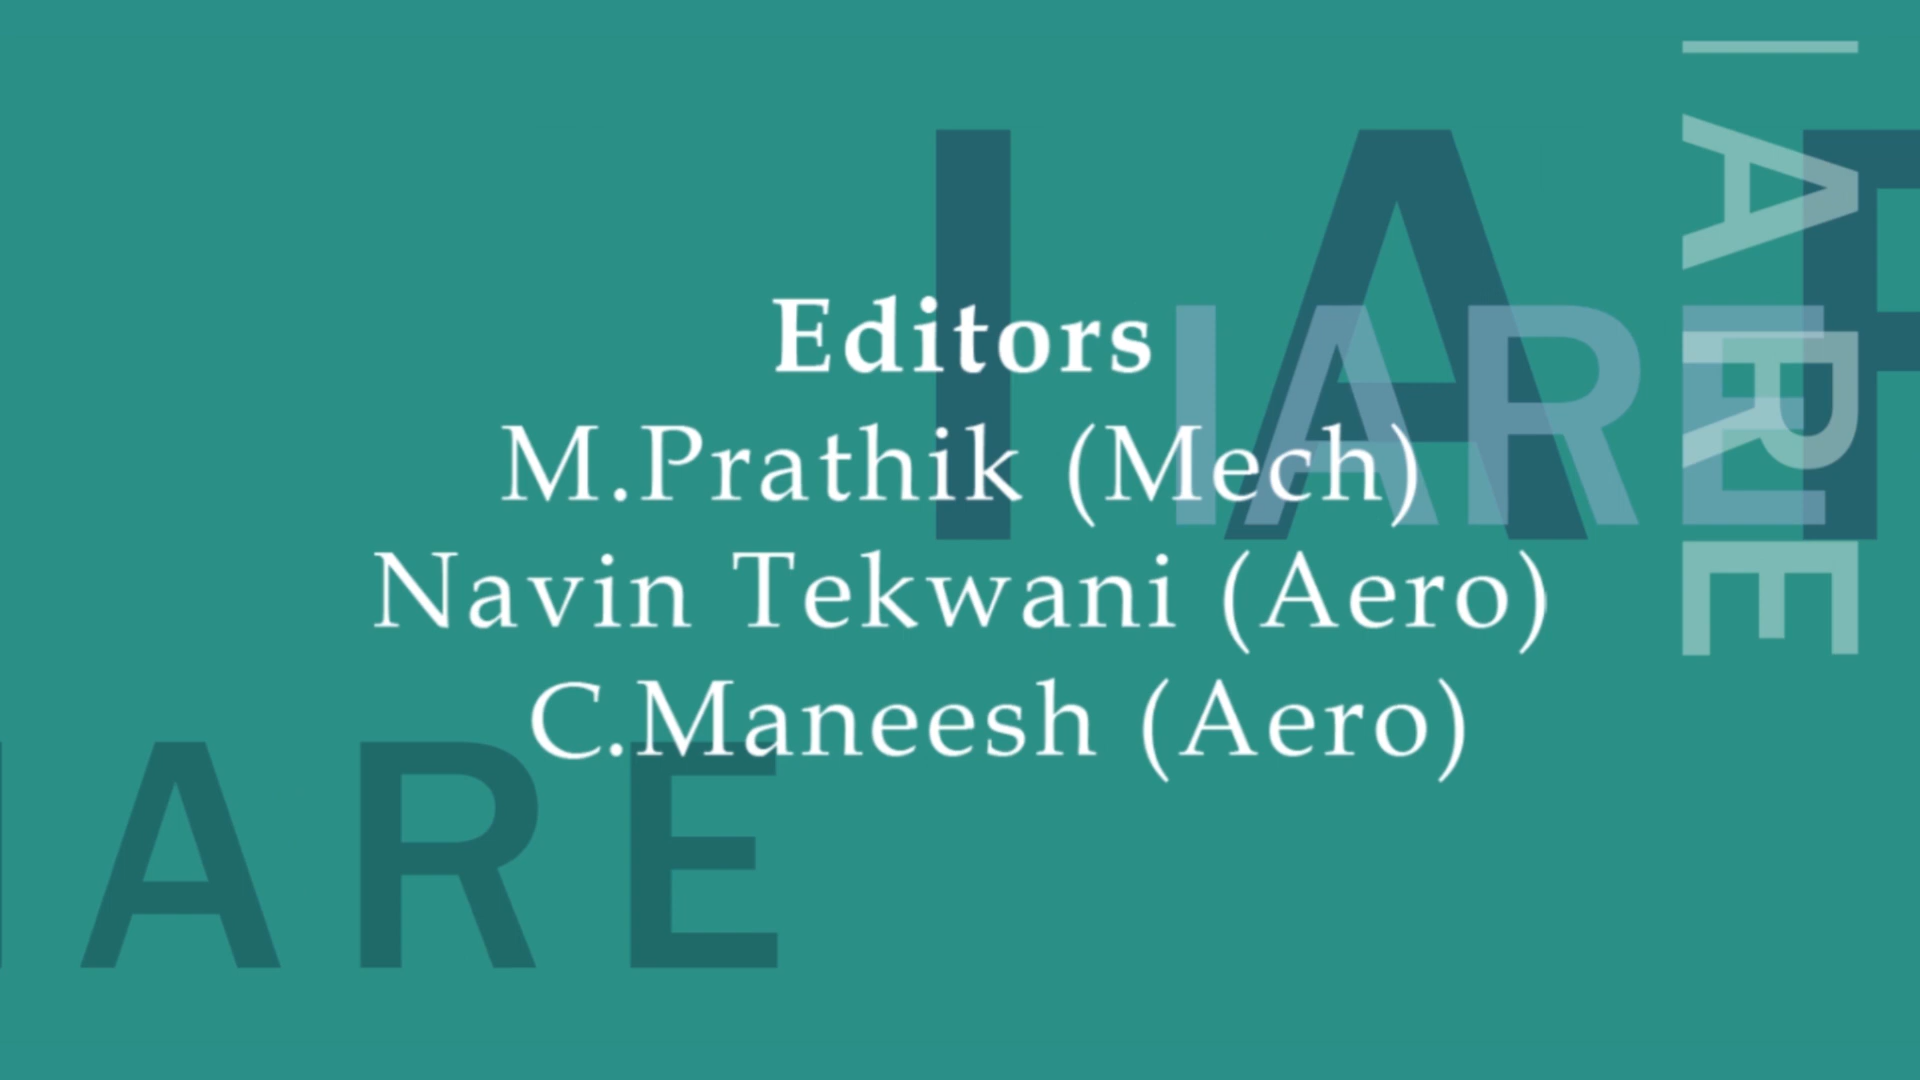 IARE
I A R
IARE
Editors
M.Prathik (Mech)
Navin Tekwani (Aero)
C.Maneesh (Aero)
IARE